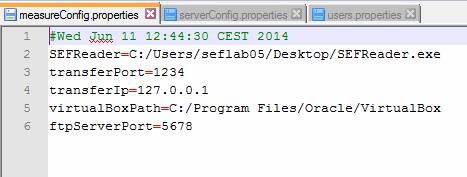 measureConfig.properties serverConfig.properties users.properties
1 #Wed Jun 11 12:44:30 CEST 2014
2 SEFReader=C:/Users/seflab05/Desktop/SEFReader.exe
3 transferPort=1234
4 transferIp=127.0.0.1
5 virtualBoxPath=C:/Program Files/Oracle/VirtualBox
6 ftpServerPort=5678